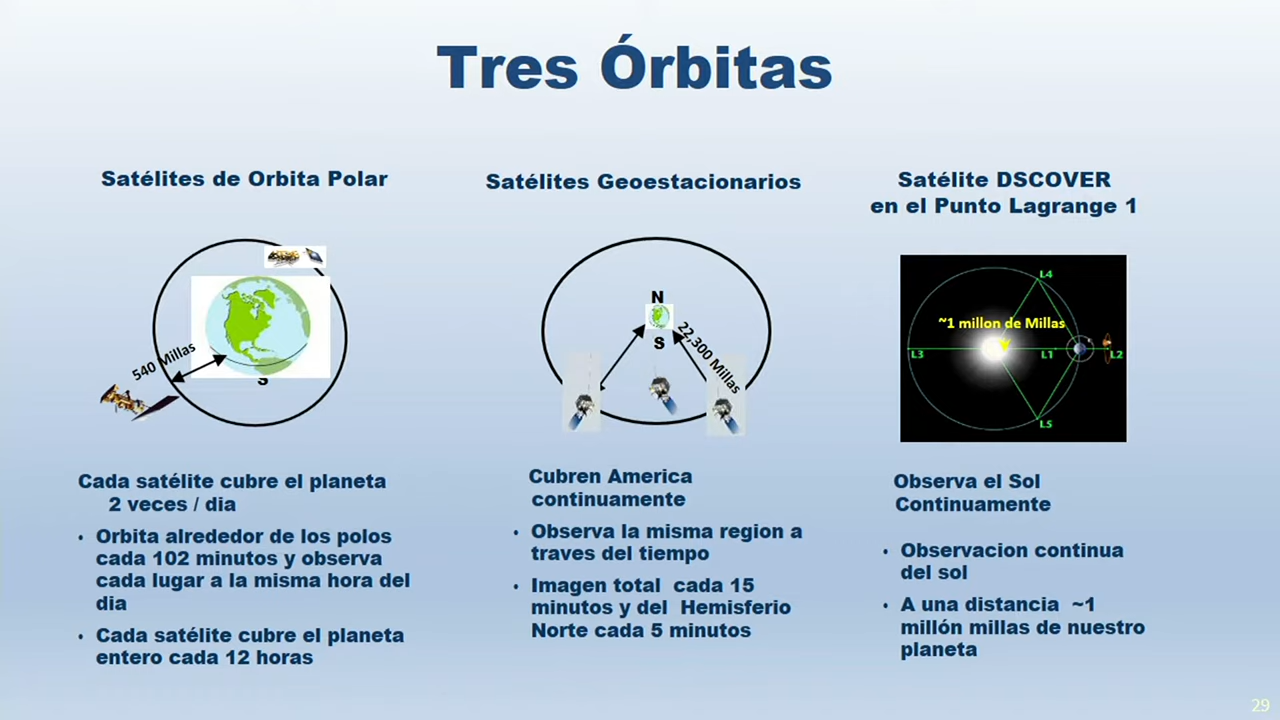 Tres Órbitas
Satélites de Orbita Polar
540 Millas
S
Cada satélite cubre el planeta
2 veces / dia
• Orbita alrededor de los polos
cada 102 minutos y observa
cada lugar a la misma hora del
dia
• Cada satélite cubre el planeta
entero cada 12 horas
Satélites Geoestacionarios
N
S
22,300 Millas
Cubren America
continuamente
• Observa la misma region a
traves del tiempo
• Imagen total cada 15
minutos y del Hemisferio
Norte cada 5 minutos
Satélite DSCOVER
en el Punto Lagrange 1
L4
~1 millon de Millas
L3
L1
L2
L5
Observa el Sol
Continuamente
• Observacion continua
del sol
• A una distancia ~1
millón millas de nuestro
planeta
29